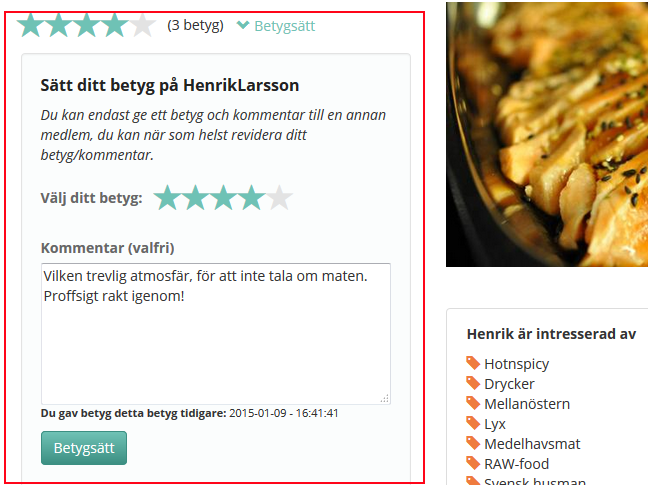 (3 betyg) Betygsätt
Sätt ditt betyg på HenrikLarsson
Du kan endast ge ett betyg och kommentar till en annan
medlem, du kan när som helst revidera ditt
betyg/kommentar.
Välj ditt betyg:
Kommentar (valfri)
Vilken trevlig atmosfär, för att inte tala om maten.
Proffsigt rakt igenom!
Du gav betyg detta betyg tidigare: 2015-01-09 - 16:41:41
Betygsätt
Henrik är intresserad av
Hotnspicy
Drycker
Mellanöstern
Lyx
Medelhavsmat
RAW-food
Svensk husman